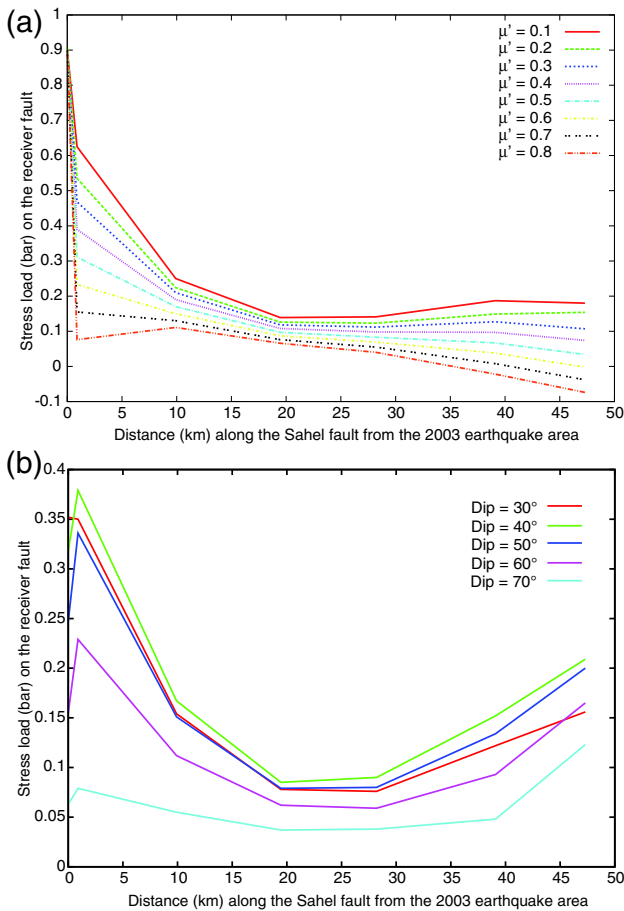 (a)
Stress load (bar) on the receiver fault
1
0.9
0.8
0.7
0.6
0.5
0.4
0.3
0.2
0.1
0
-0.1
μ' = 0.1
μ' = 0.2
μ' = 0.3
μ' = 0.4
μ' = 0.5
μ' = 0.6
μ' = 0.7
μ' = 0.8
0 5 10 15 20 25 30 35 40 45 50
Distance (km) along the Sahel fault from the 2003 earthquake area
(b)
Stress load (bar) on the receiver fault
0.4
0.35
0.3
0.25
0.2
0.15
0.1
0.05
0
Dip = 30°
Dip = 40°
Dip = 50°
Dip = 60°
Dip = 70°
0 5 10 15 20 25 30 35 40 45 50
Distance (km) along the Sahel fault from the 2003 earthquake area